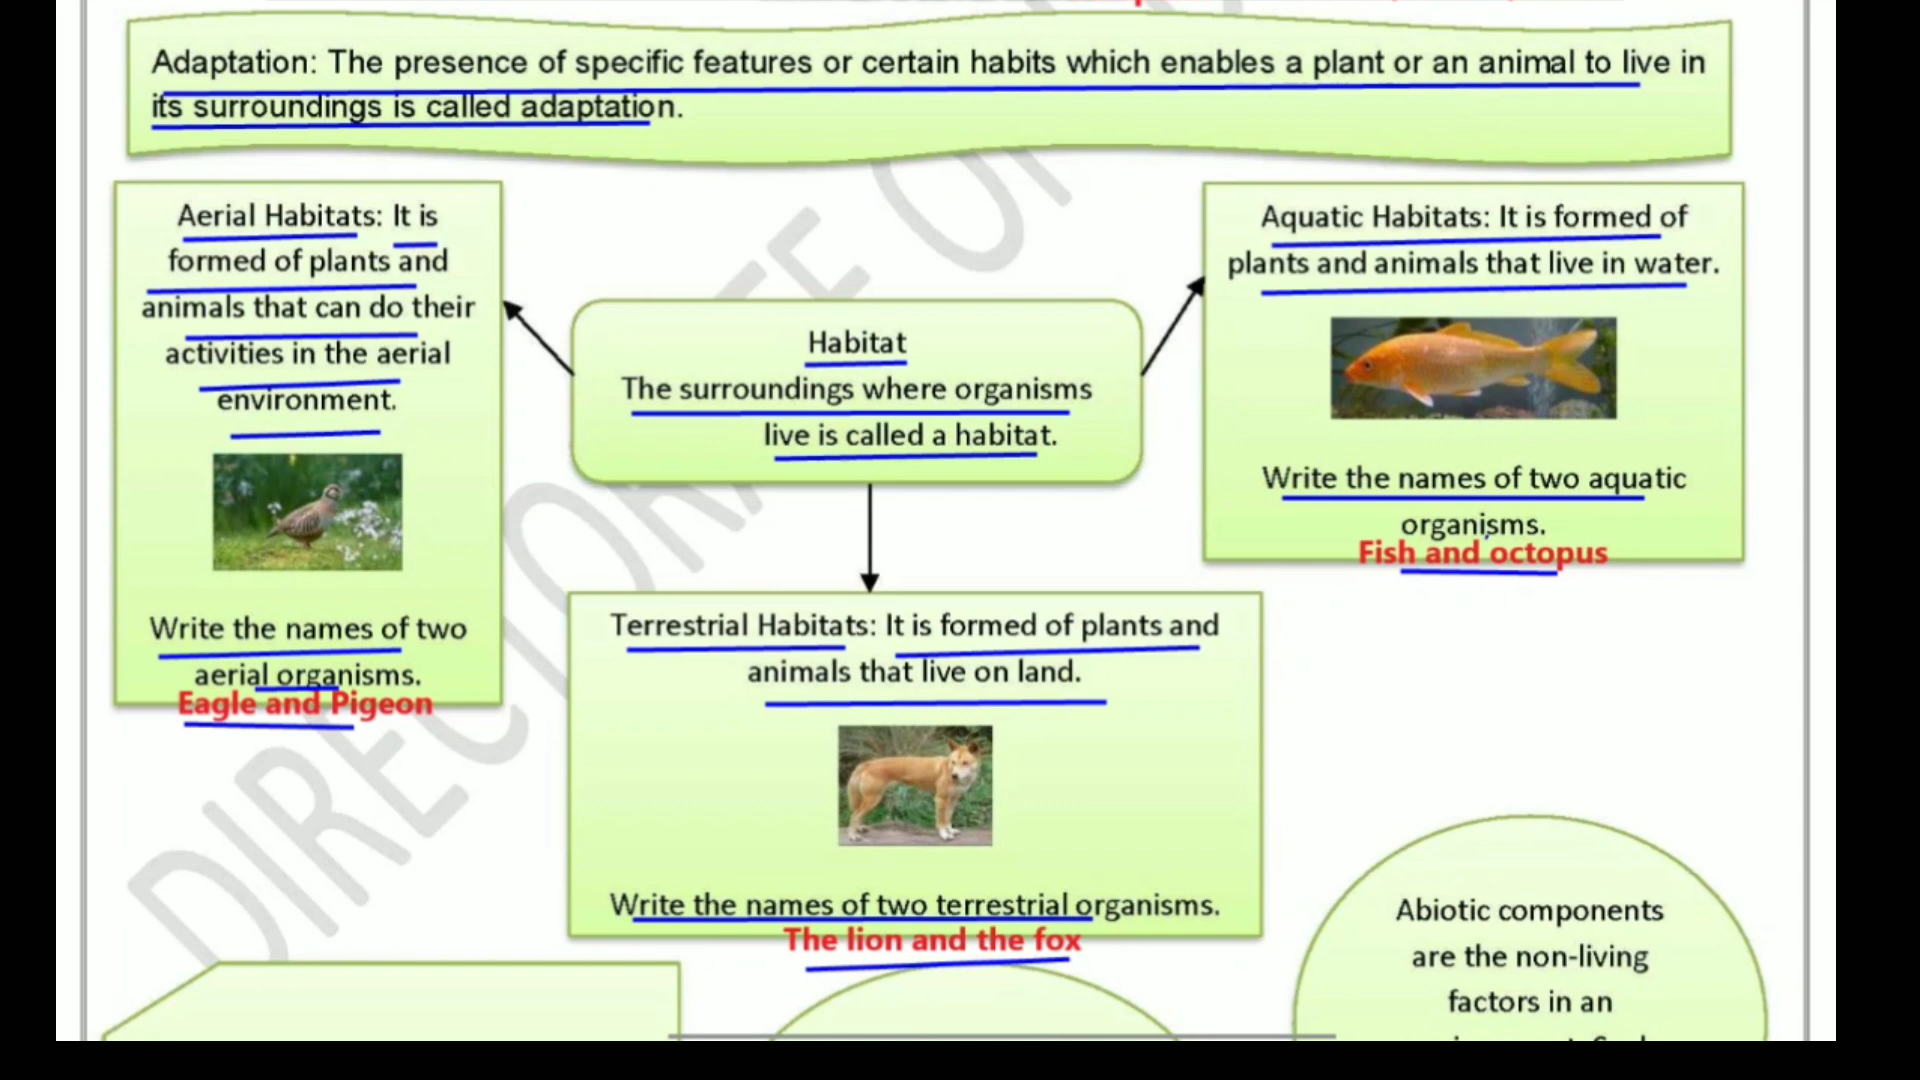 Adaptation: The presence of specific features or certain habits which enables a plant or an animal to live in
its surroundings is called adaptation.
Aerial Habitats: It is
formed of plants and
animals that can do their
activities in the aerial
environment.
Write the names of two
aerial organisms.
Eagle and Pigeon
Habitat
The surroundings where organisms
live is called a habitat.
Aquatic Habitats: It is formed of
plants and animals that live in water.
Write the names of two aquatic
organisms.
Fish and octopus
Terrestrial Habitats: It is formed of plants and
animals that live on land.
Write the names of two terrestrial organisms.
The lion and the fox
Abiotic components
are the non-living
factors in an
DIRECTORATE OF